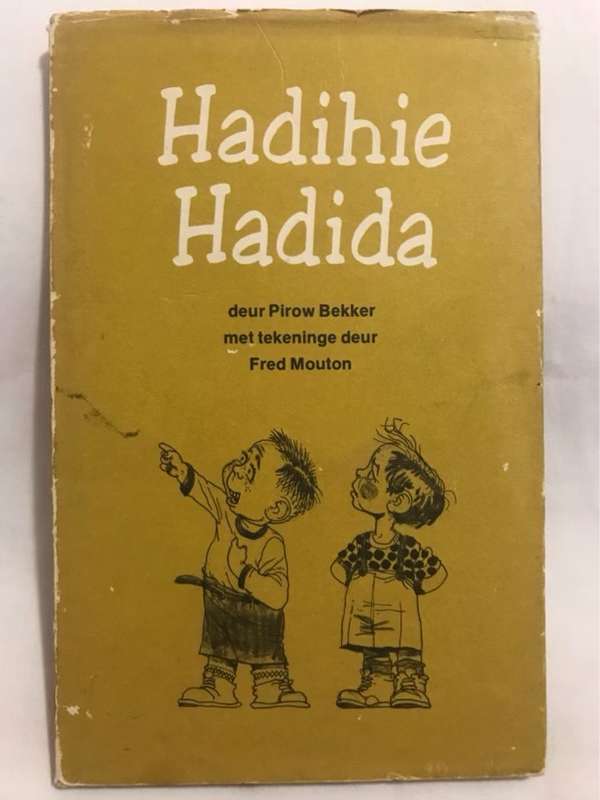 Hadihie
Hadida
deur Pirow Bekker
met tekeninge deur
Fred Mouton